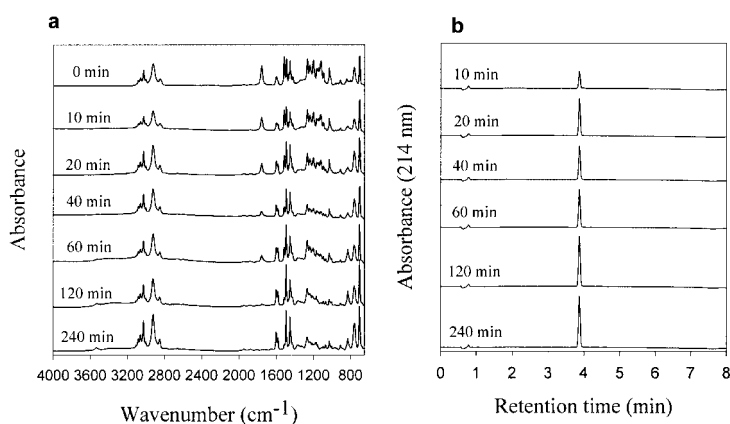 a
Absorbance
0 min
10 min
20 min
40 min
60 min
120 min
240 min
4000 3600 3200 2800 2000 1600 1200 800
Wavenumber (cm-1)
b
Absorbance (214 nm)
10 min
20 min
40 min
60 min
120 min
240 min
0 1 2 3 4 5 6 7 8
Retention time (min)